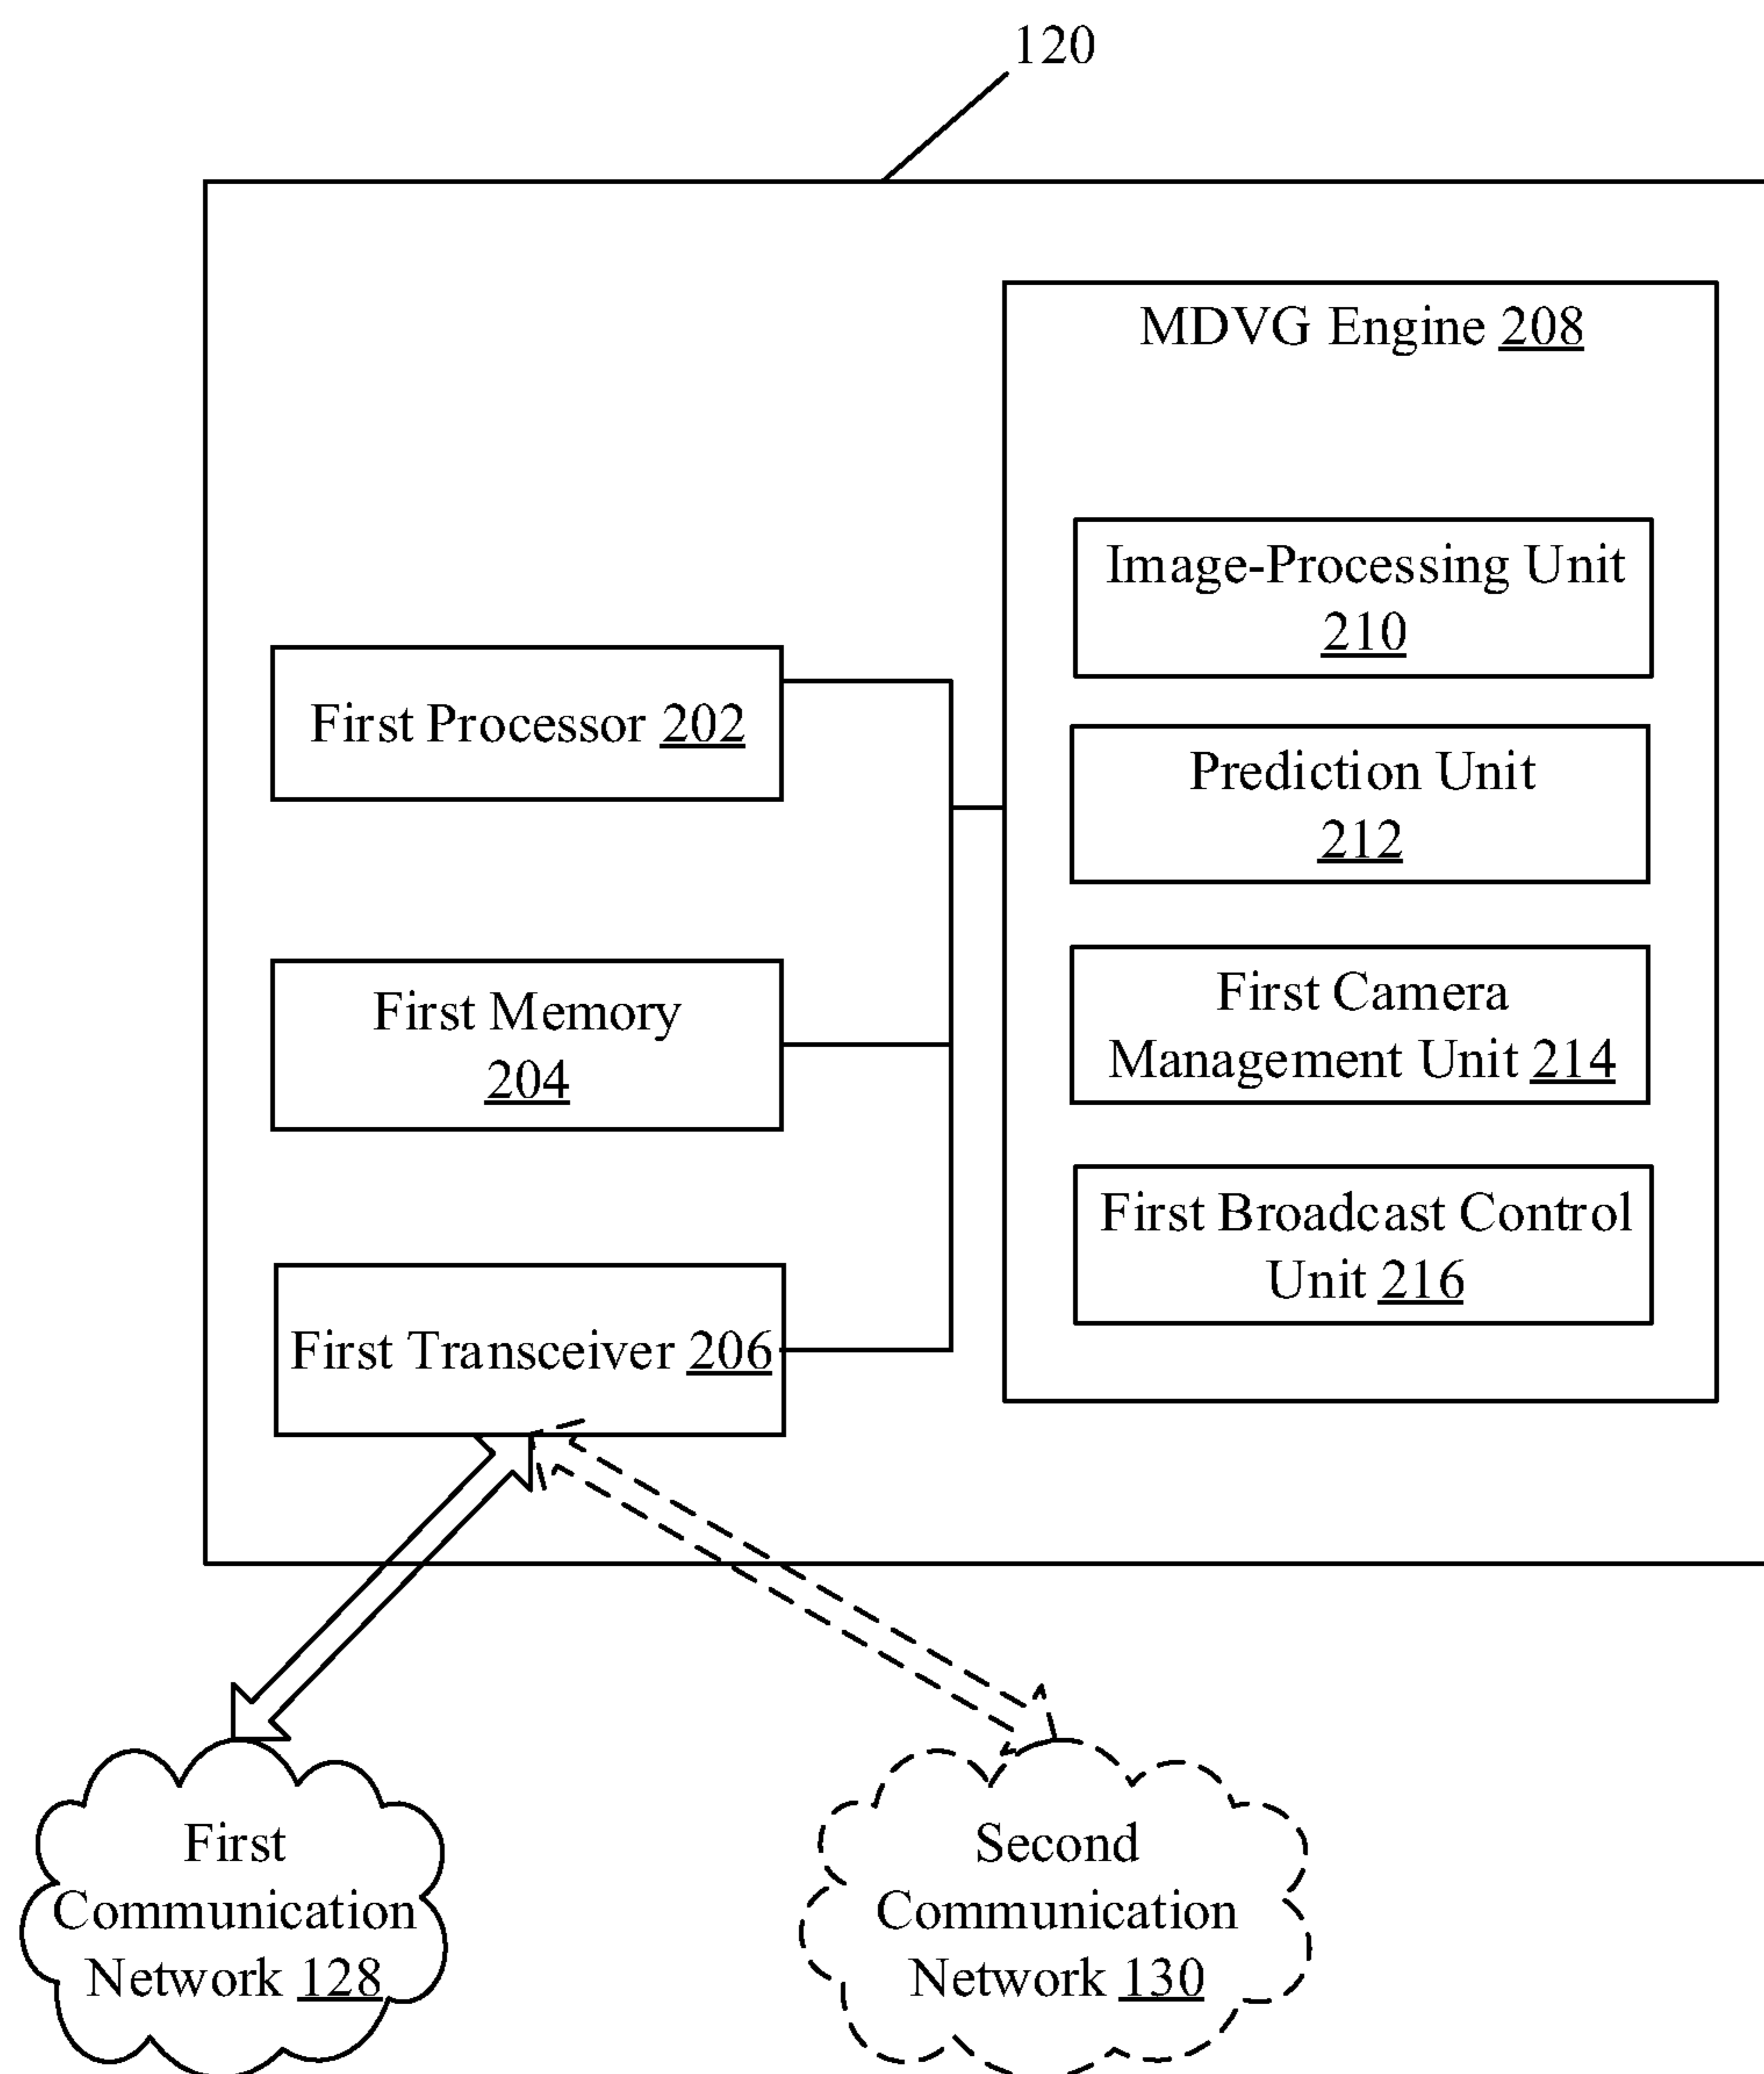 120
MDVG Engine 208
Image-Processing Unit
210
First Processor 202
Prediction Unit
212
First Memory
204
First Camera
Management Unit 214
First Broadcast Control
Unit 216
First Transceiver 206
First
Communication
Network 128
Second
Communication
Network 130